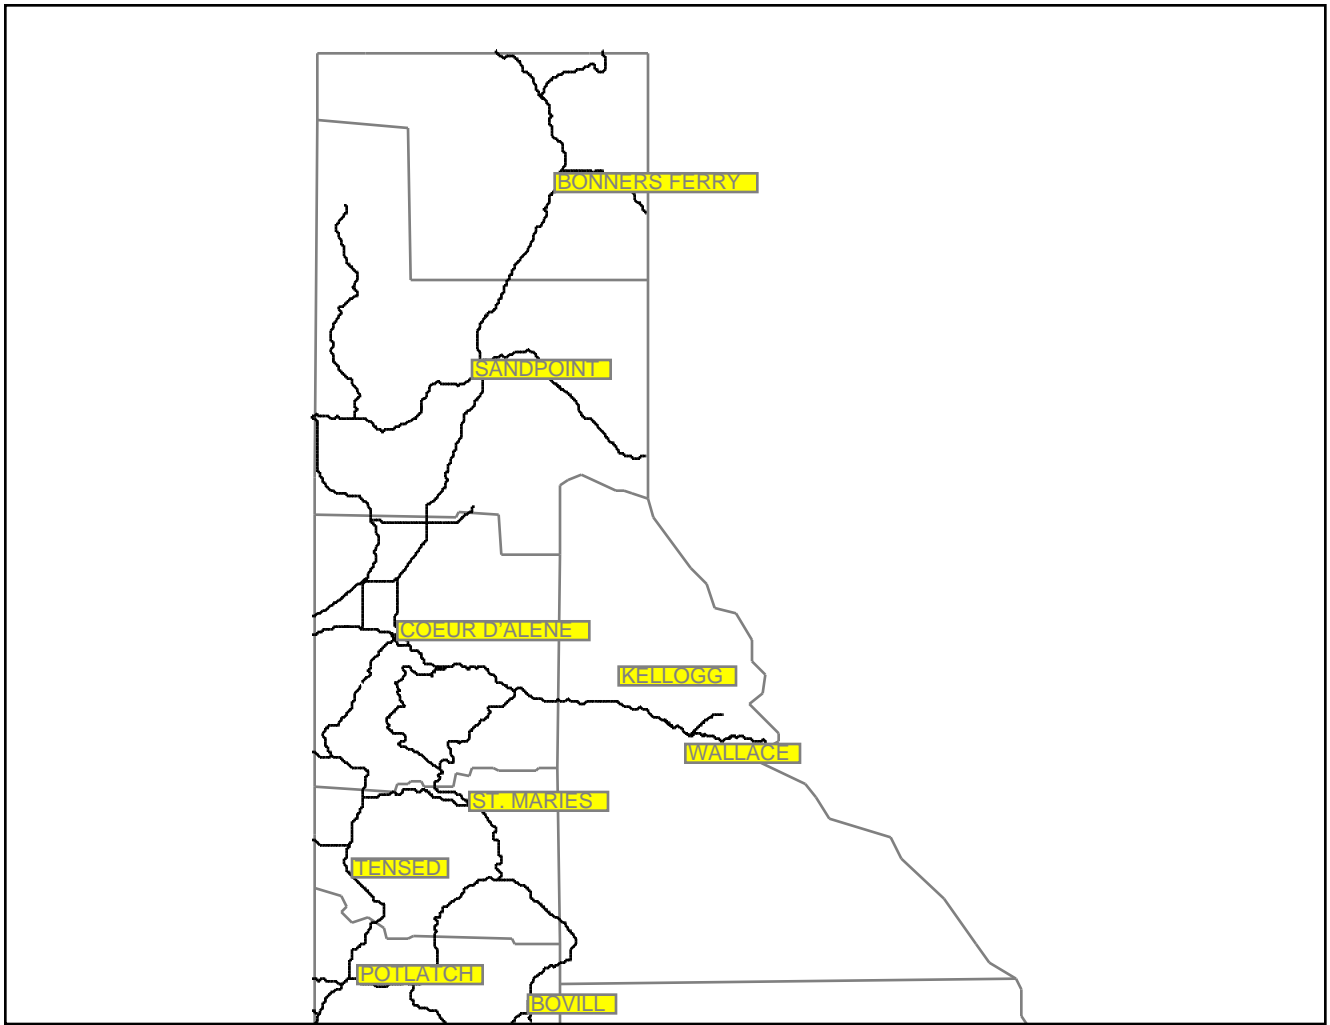 BONNERS FERRY
SANDPOINT
COEUR D'ALENE
KELLOGG
WALLACE
ST. MARIES
TENSED
POTLATCH
BOVILL